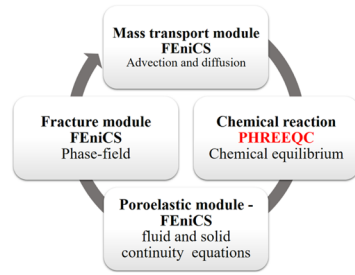 Mass transport module
FEniCS
Advection and diffusion
Fracture module
FEniCS
Phase-field
Chemical reaction
PHREEQC
Chemical equilibrium
Poroelastic module -
FEniCS
fluid and solid
continuity equations